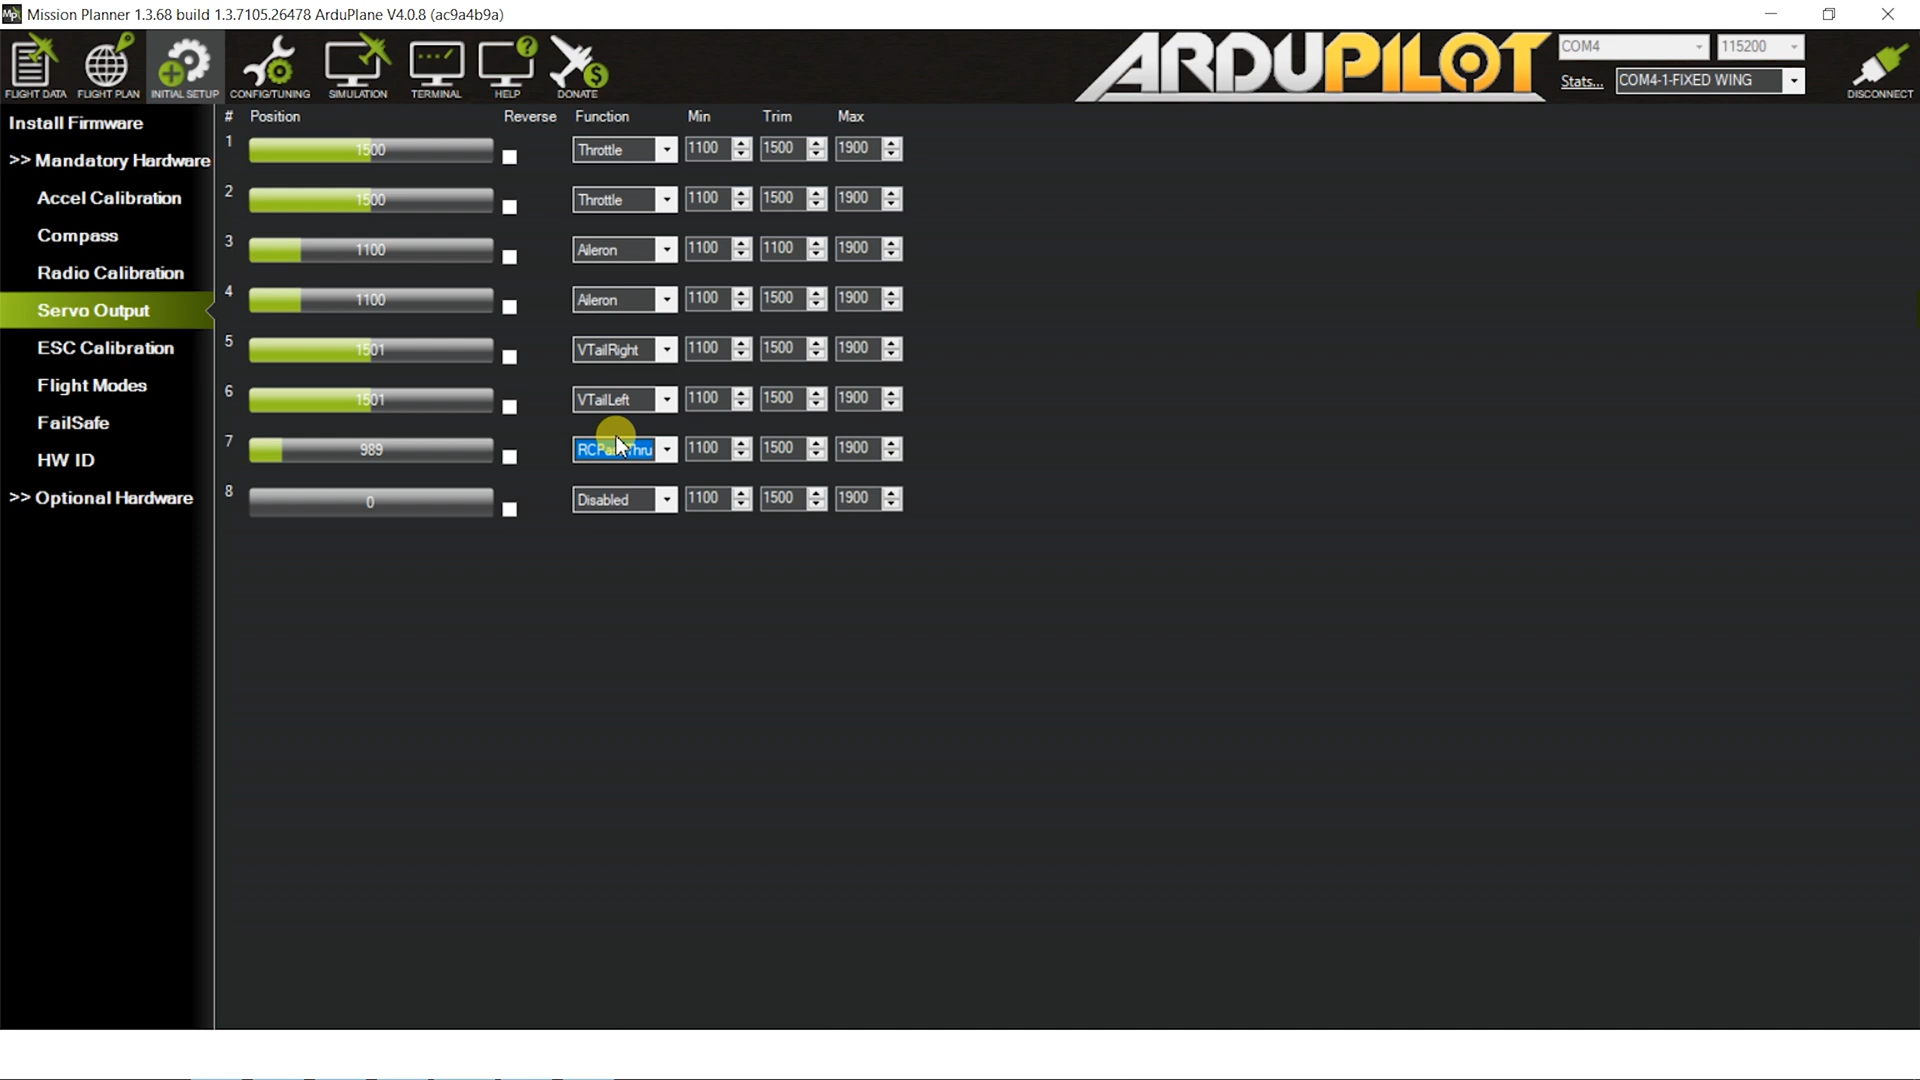 Mission Planner 1.3.68 build 1.3.7105.26478 ArduPlane V4.0.8 (ac9a4b9a)
FLIGHT DATA FLIGHT PLAN INITIAL SETUP CONFIG/TUNING SIMULATION TERMINAL HELP DONATE
ARDUPILOT
COM4 115200
Stats... COM4-1-FIXED WING
DISCONNECT
Install Firmware
>> Mandatory Hardware
Accel Calibration
Compass
Radio Calibration
Servo Output
ESC Calibration
Flight Modes
FailSafe
HW ID
>> Optional Hardware
# Position Reverse Function Min Trim Max
1 1500 Throttle 1100 1500 1900
2 1500 Throttle 1100 1500 1900
3 1100 Aileron 1100 1100 1900
4 1100 Aileron 1100 1500 1900
5 1501 VTailRight 1100 1500 1900
6 1501 VTailLeft 1100 1500 1900
7 989 RCPassThru 1100 1500 1900
8 0 Disabled 1100 1500 1900